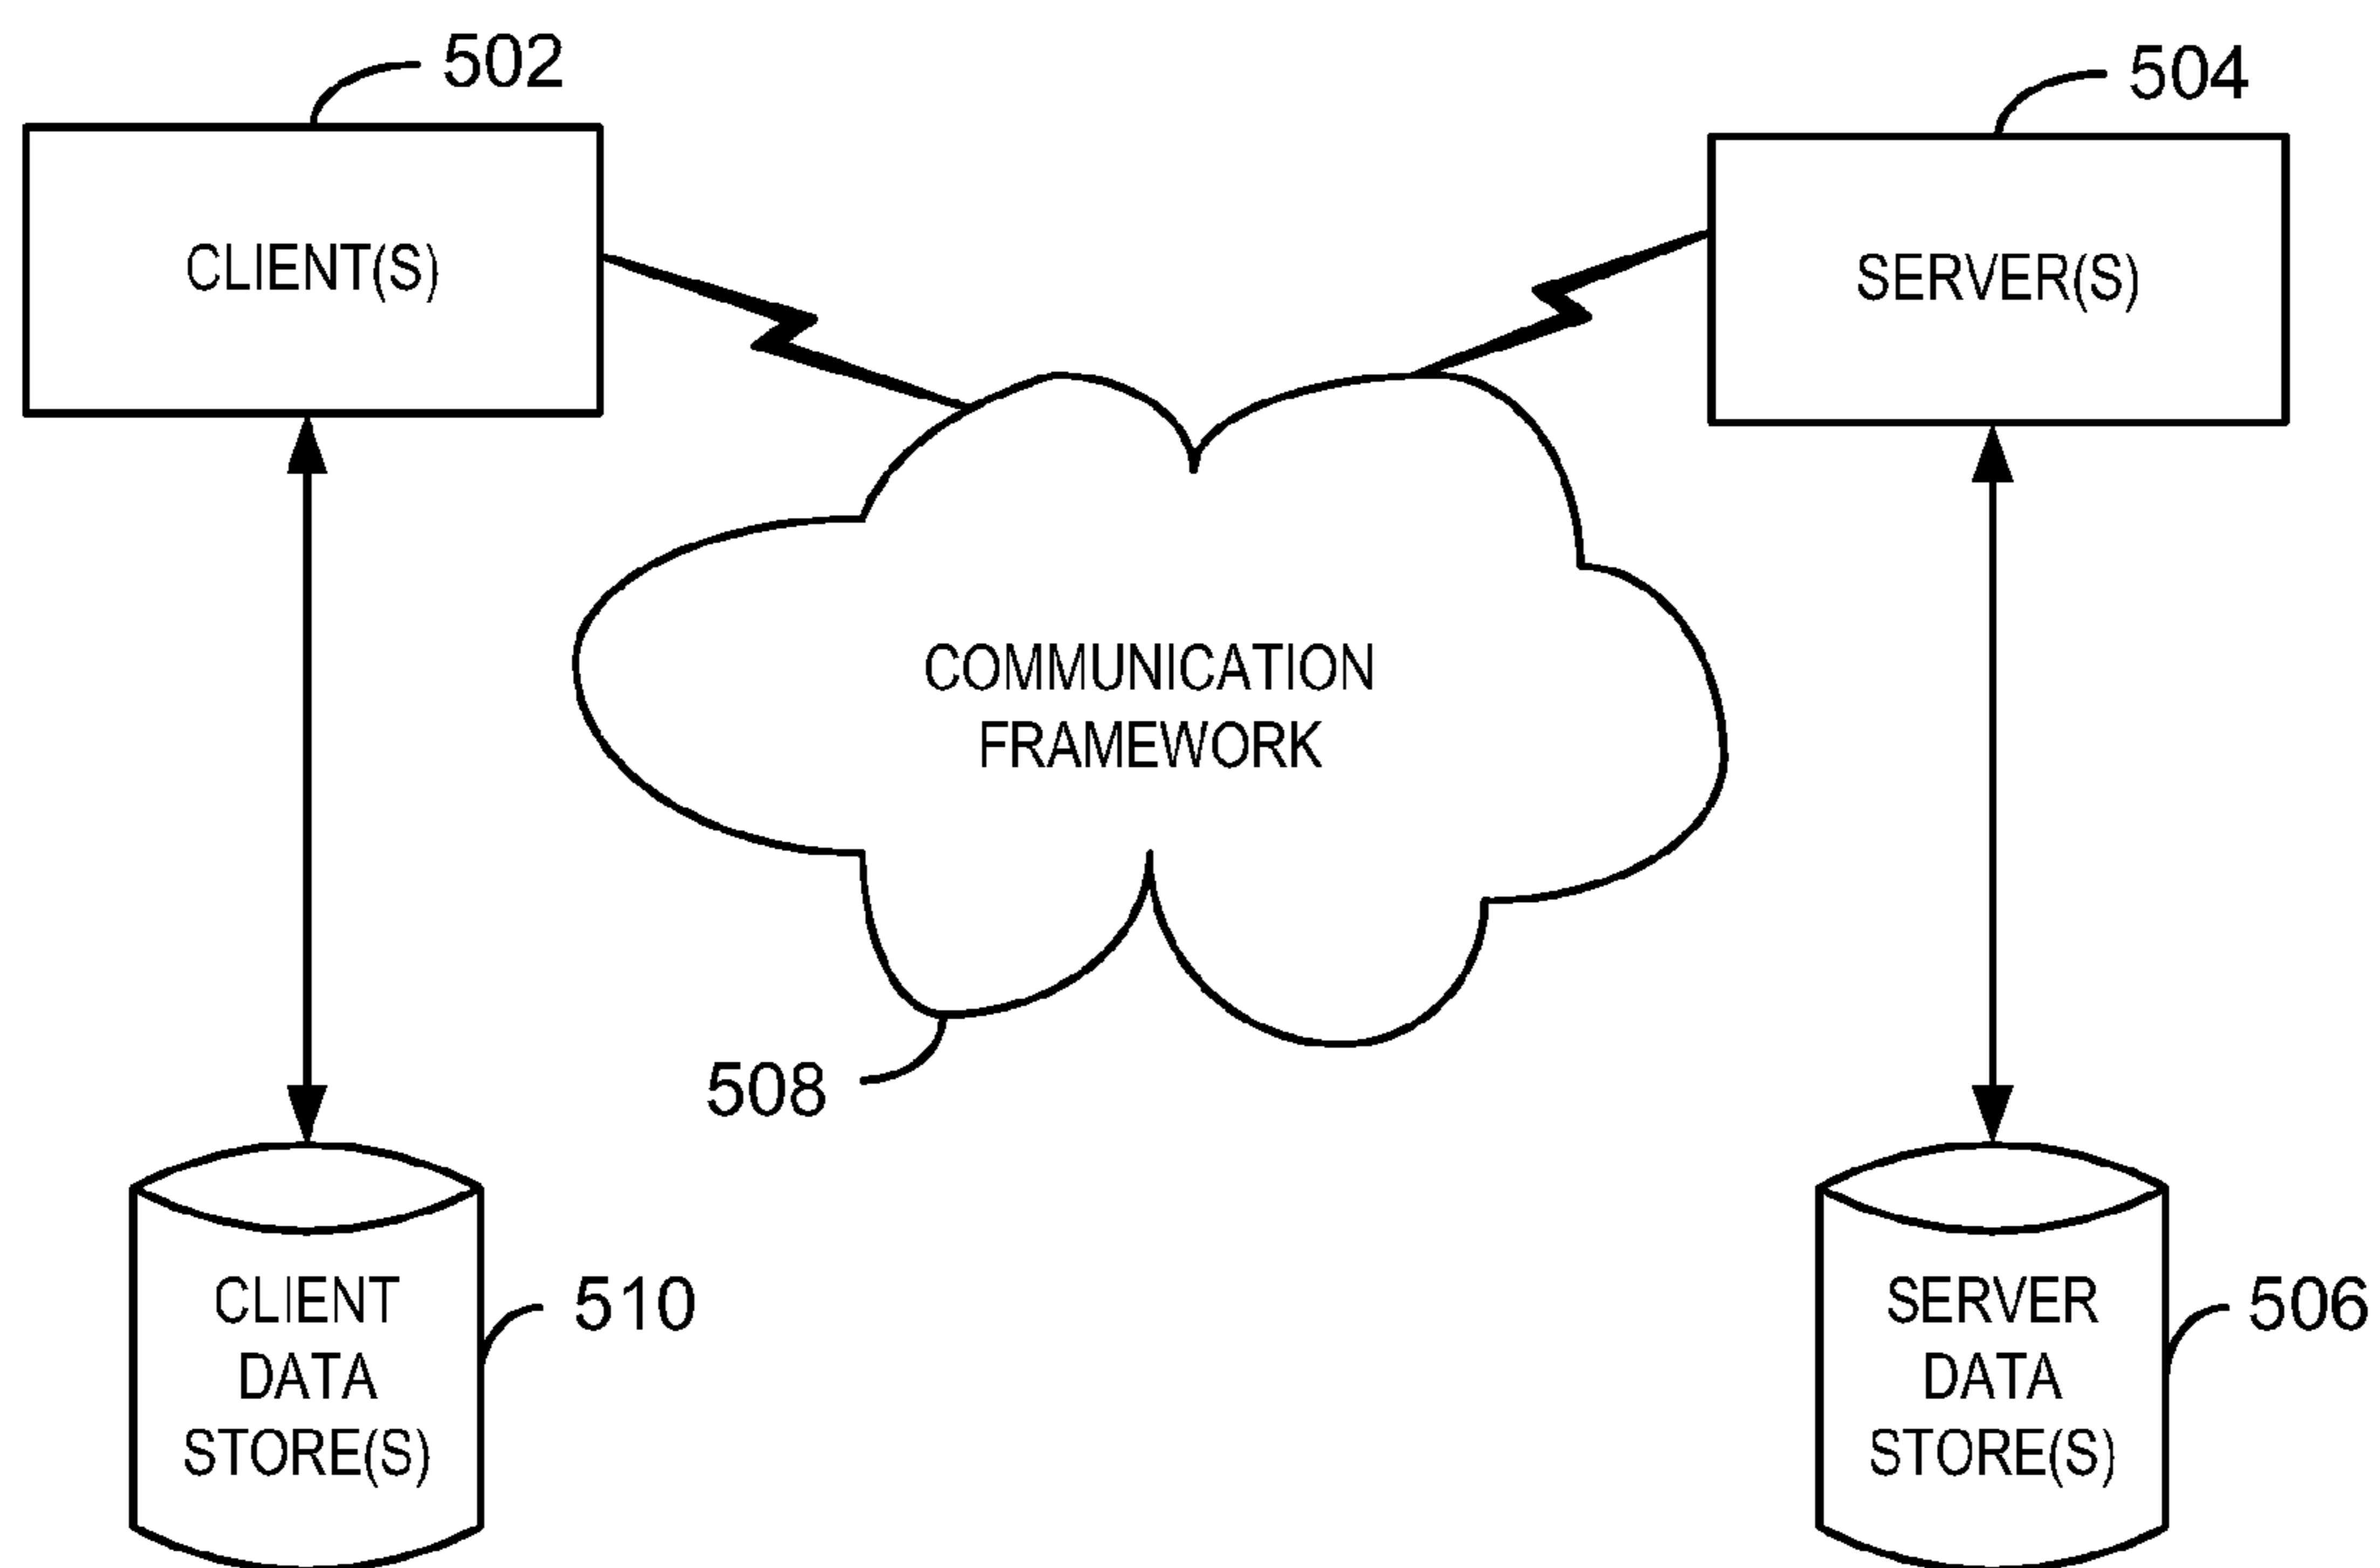 502
504
CLIENT(S)
SERVER(S)
COMMUNICATION
FRAMEWORK
508
CLIENT
DATA
STORE(S)
510
SERVER
DATA
STORE(S)
506